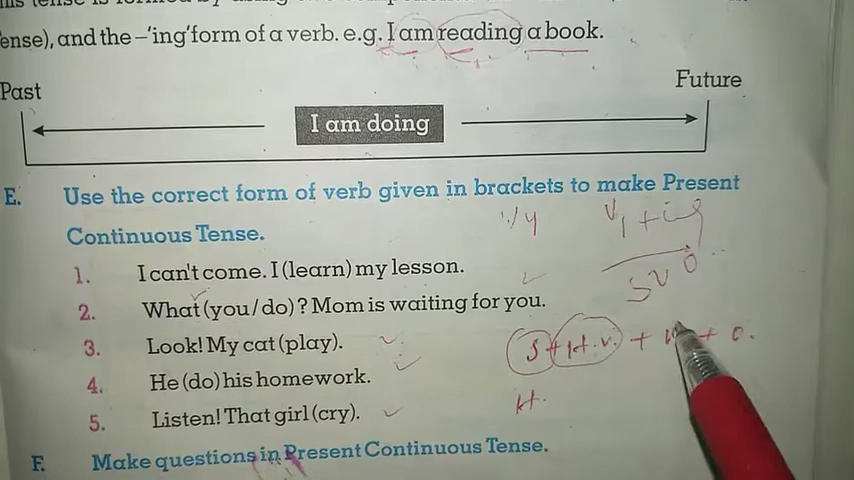 ense), and the –'ing' form of a verb. e.g. I am reading a book.
Past
Future
I am doing
E. Use the correct form of verb given in brackets to make Present
Continuous Tense.
1. I can't come. I (learn) my lesson.
2. What (you/do)? Mom is waiting for you.
3. Look! My cat (play).
4. He (do) his homework.
5. Listen! That girl (cry).
F. Make questions in Present Continuous Tense.
V1 + ing
S V O
S + H.v. + + O.
H.